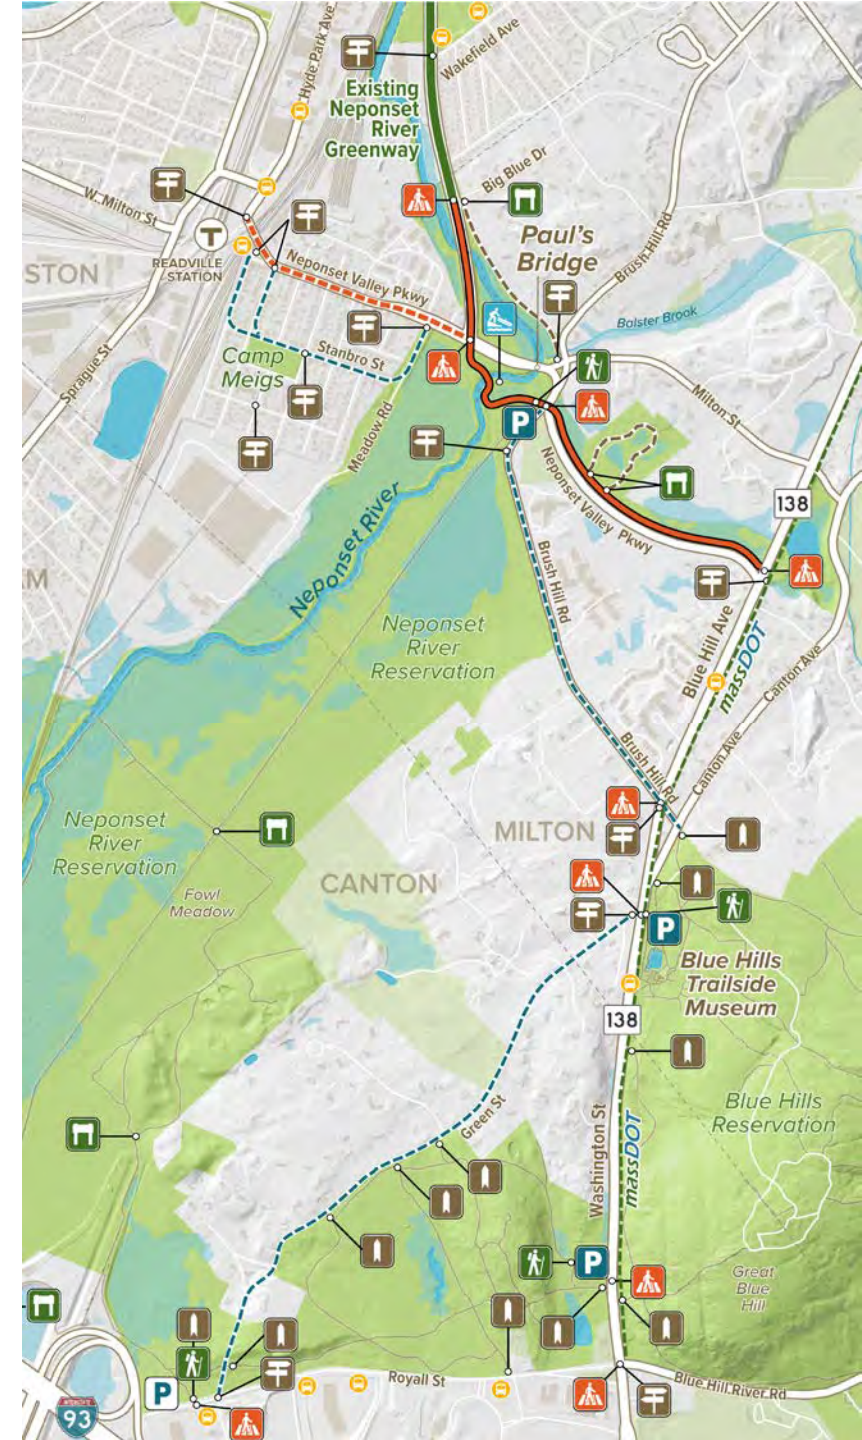 Hyde Park Ave
Wakefield Ave
Existing
Neponset
River
Greenway
Big Blue Dr
W. Milton St
T
READVILLE
STATION
STON
Neponset Valley Pkwy
Paul's
Bridge
Brush Hill Rd
Balster Brook
Sprague St
Camp
Meigs
Stanbro St
Milton St
P
Meadow Rd
Neponset Valley Pkwy
138
Neponset River
Brush Hill Rd
M
Neponset
River
Reservation
Blue Hill Ave
massDOT
Canton Ave
Canton Ave
Brush Hill Rd
Neponset
River
Reservation
MILTON
CANTON
Fowl
Meadow
P
Blue Hills
Trailside
Museum
138
Green St
Blue Hills
Reservation
massDOT
Washington St
P
Great
Blue
Hill
Royall St
Blue Hill River Rd
P
INTERSTATE
93